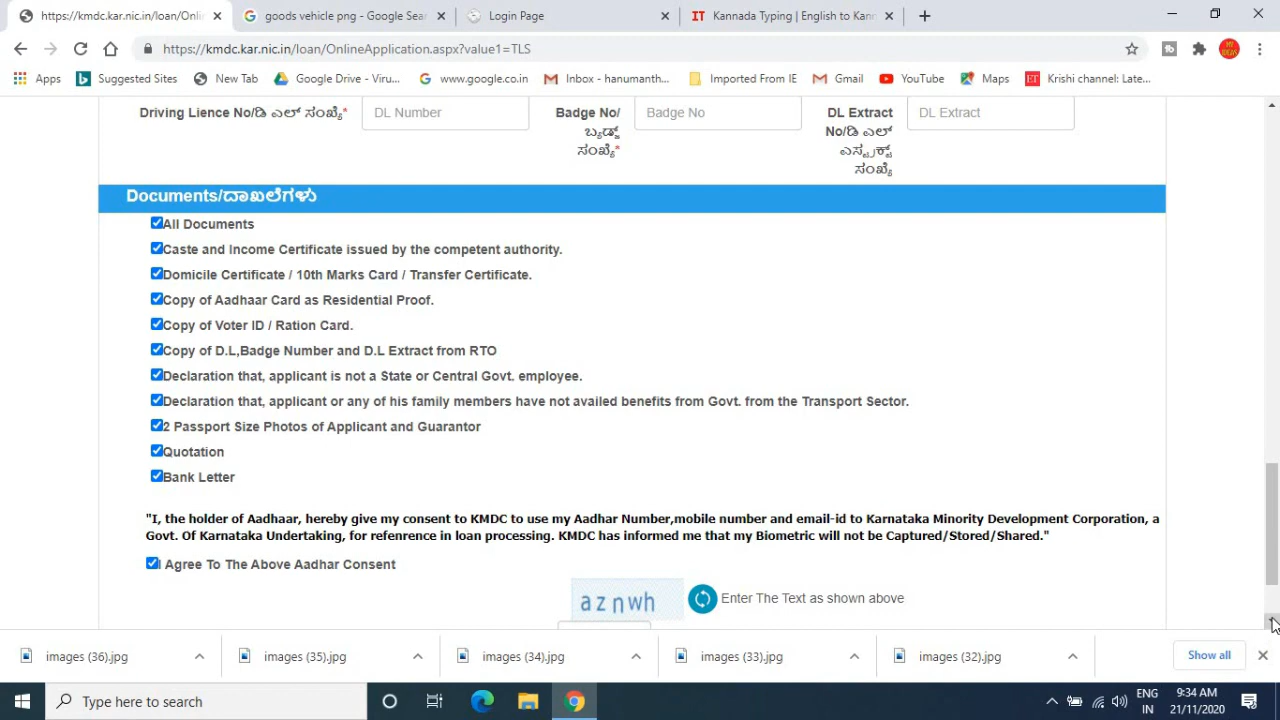 https://kmdc.kar.nic.in/loan/Onli
goods vehicle png - Google Sear
Login Page
IT Kannada Typing | English to Kann
https://kmdc.kar.nic.in/loan/OnlineApplication.aspx?value1=TLS
Apps
Suggested Sites
New Tab
Google Drive - Viru...
www.google.co.in
Inbox - hanumanth...
Imported From IE
Gmail
YouTube
Maps
Krishi channel: Late...
Driving Lience No/ಡಿ ಎಲ್ ಸಂಖ್ಯೆ*
DL Number
Badge No/
ಬ್ಯಾಡ್ಜ್
ಸಂಖ್ಯೆ*
Badge No
DL Extract
No/ಡಿ ಎಲ್
ಎಸ್ಟ್ರಕ್ಟ್
ಸಂಖ್ಯೆ
DL Extract
Documents/ದಾಖಲೆಗಳು
All Documents
Caste and Income Certificate issued by the competent authority.
Domicile Certificate / 10th Marks Card / Transfer Certificate.
Copy of Aadhaar Card as Residential Proof.
Copy of Voter ID / Ration Card.
Copy of D.L,Badge Number and D.L Extract from RTO
Declaration that, applicant is not a State or Central Govt. employee.
Declaration that, applicant or any of his family members have not availed benefits from Govt. from the Transport Sector.
2 Passport Size Photos of Applicant and Guarantor
Quotation
Bank Letter
"I, the holder of Aadhaar, hereby give my consent to KMDC to use my Aadhar Number,mobile number and email-id to Karnataka Minority Development Corporation, a
Govt. Of Karnataka Undertaking, for refenrence in loan processing. KMDC has informed me that my Biometric will not be Captured/Stored/Shared."
I Agree To The Above Aadhar Consent
aznwh
Enter The Text as shown above
images (36).jpg
images (35).jpg
images (34).jpg
images (33).jpg
images (32).jpg
Show all
Type here to search
ENG
IN
9:34 AM
21/11/2020